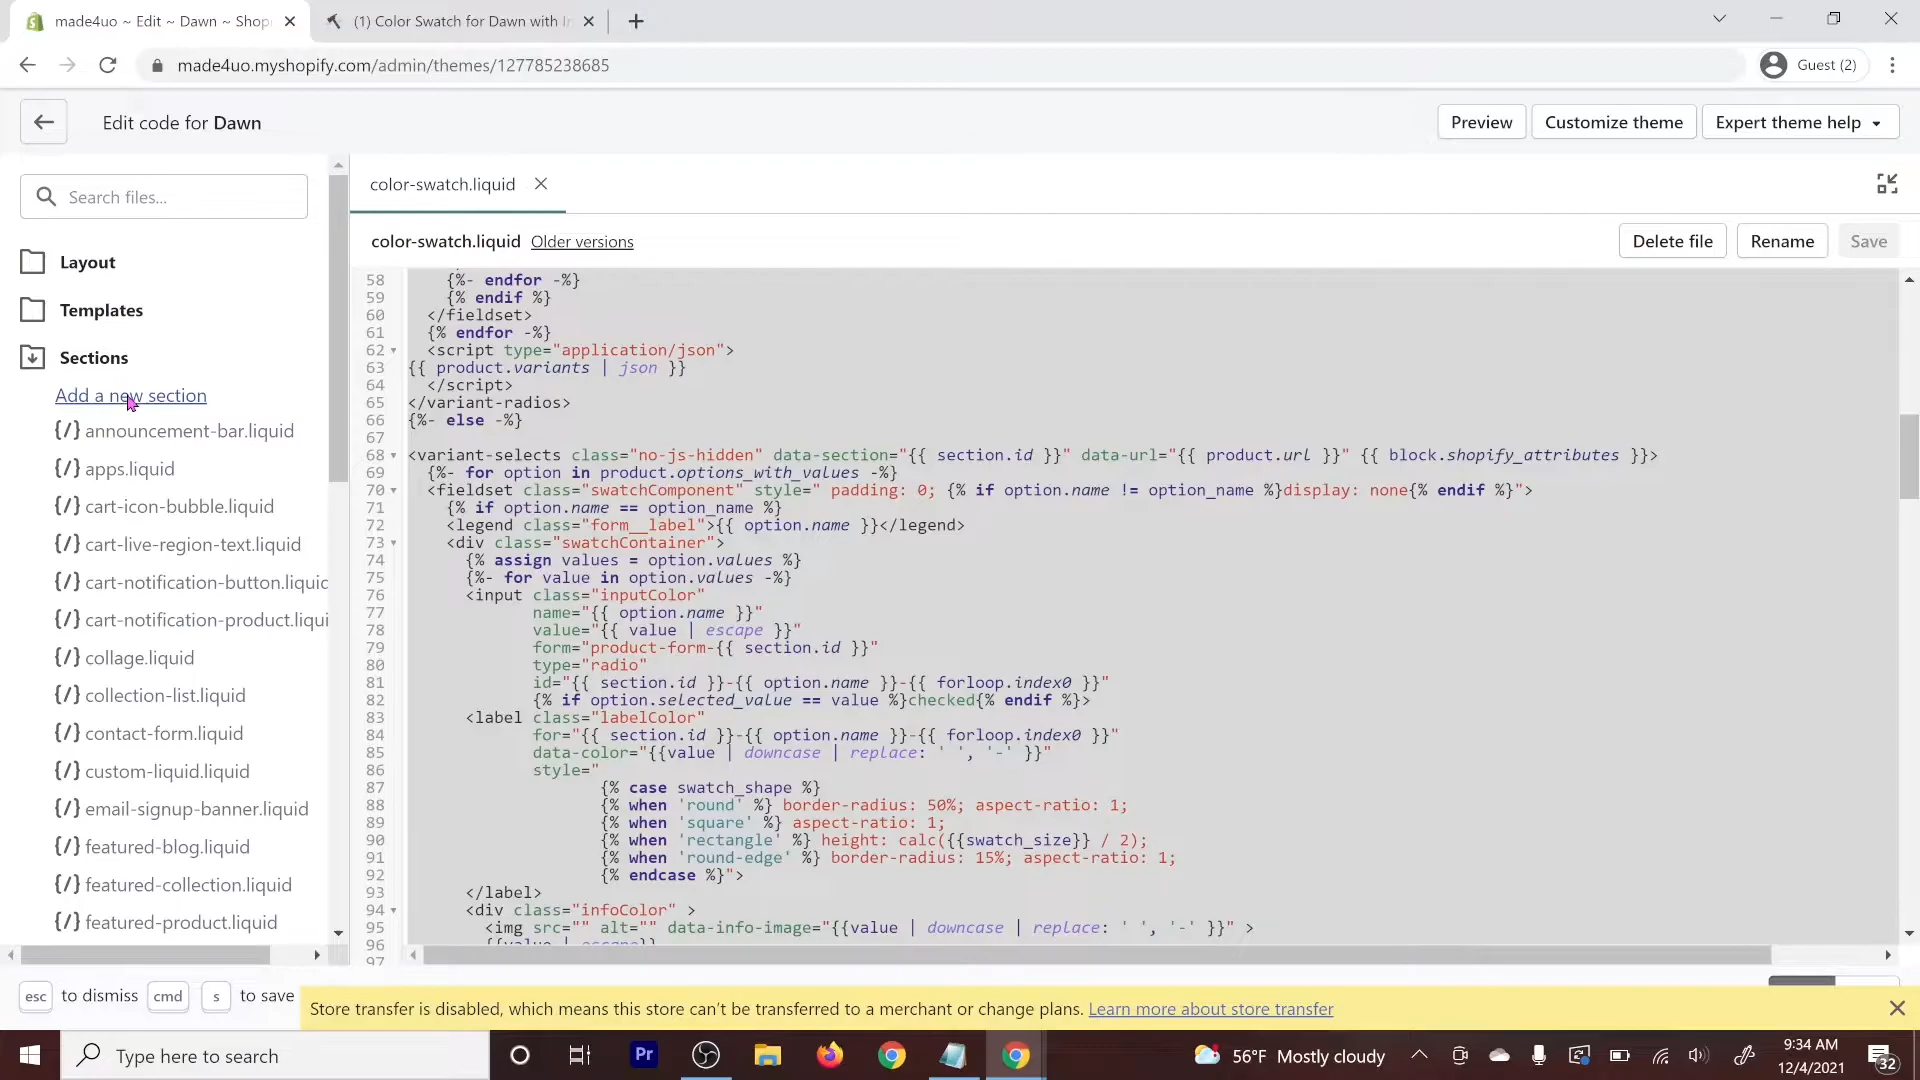 made4uo ~ Edit ~ Dawn ~ Shop
(1) Color Swatch for Dawn with In
made4uo.myshopify.com/admin/themes/127785238685
Guest (2)
Edit code for Dawn
Preview
Customize theme
Expert theme help
Search files...
Layout
Templates
Sections
Add a new section
{/} announcement-bar.liquid
{/} apps.liquid
{/} cart-icon-bubble.liquid
{/} cart-live-region-text.liquid
{/} cart-notification-button.liquid
{/} cart-notification-product.liqui
{/} collage.liquid
{/} collection-list.liquid
{/} contact-form.liquid
{/} custom-liquid.liquid
{/} email-signup-banner.liquid
{/} featured-blog.liquid
{/} featured-collection.liquid
{/} featured-product.liquid
color-swatch.liquid
color-swatch.liquid Older versions
Delete file
Rename
Save
58 {%- endfor -%}
59 {% endif %}
60 </fieldset>
61 {% endfor -%}
62 <script type="application/json">
63 {{ product.variants | json }}
64 </script>
65 </variant-radios>
66 {%- else -%}
67
68 <variant-selects class="no-js-hidden" data-section="{{ section.id }}" data-url="{{ product.url }}" {{ block.shopify_attributes }}>
69 {%- for option in product.options_with_values -%}
70 <fieldset class="swatchComponent" style=" padding: 0; {% if option.name != option_name %}display: none{% endif %}">
71 {% if option.name == option_name %}
72 <legend class="form__label">{{ option.name }}</legend>
73 <div class="swatchContainer">
74 {% assign values = option.values %}
75 {%- for value in option.values -%}
76 <input class="inputColor"
77 name="{{ option.name }}"
78 value="{{ value | escape }}"
79 form="product-form-{{ section.id }}"
80 type="radio"
81 id="{{ section.id }}-{{ option.name }}-{{ forloop.index0 }}"
82 {% if option.selected_value == value %}checked{% endif %}>
83 <label class="labelColor"
84 for="{{ section.id }}-{{ option.name }}-{{ forloop.index0 }}"
85 data-color="{{value | downcase | replace: ' ', '-' }}"
86 style="
87 {% case swatch_shape %}
88 {% when 'round' %} border-radius: 50%; aspect-ratio: 1;
89 {% when 'square' %} aspect-ratio: 1;
90 {% when 'rectangle' %} height: calc({{swatch_size}} / 2);
91 {% when 'round-edge' %} border-radius: 15%; aspect-ratio: 1;
92 {% endcase %}">
93 </label>
94 <div class="infoColor" >
95 <img src="" alt="" data-info-image="{{value | downcase | replace: ' ', '-' }}" >
96 {{value | escape}}
97
esc to dismiss cmd s to save
Store transfer is disabled, which means this store can't be transferred to a merchant or change plans. Learn more about store transfer
Type here to search
Pr
56°F Mostly cloudy
9:34 AM
12/4/2021
32